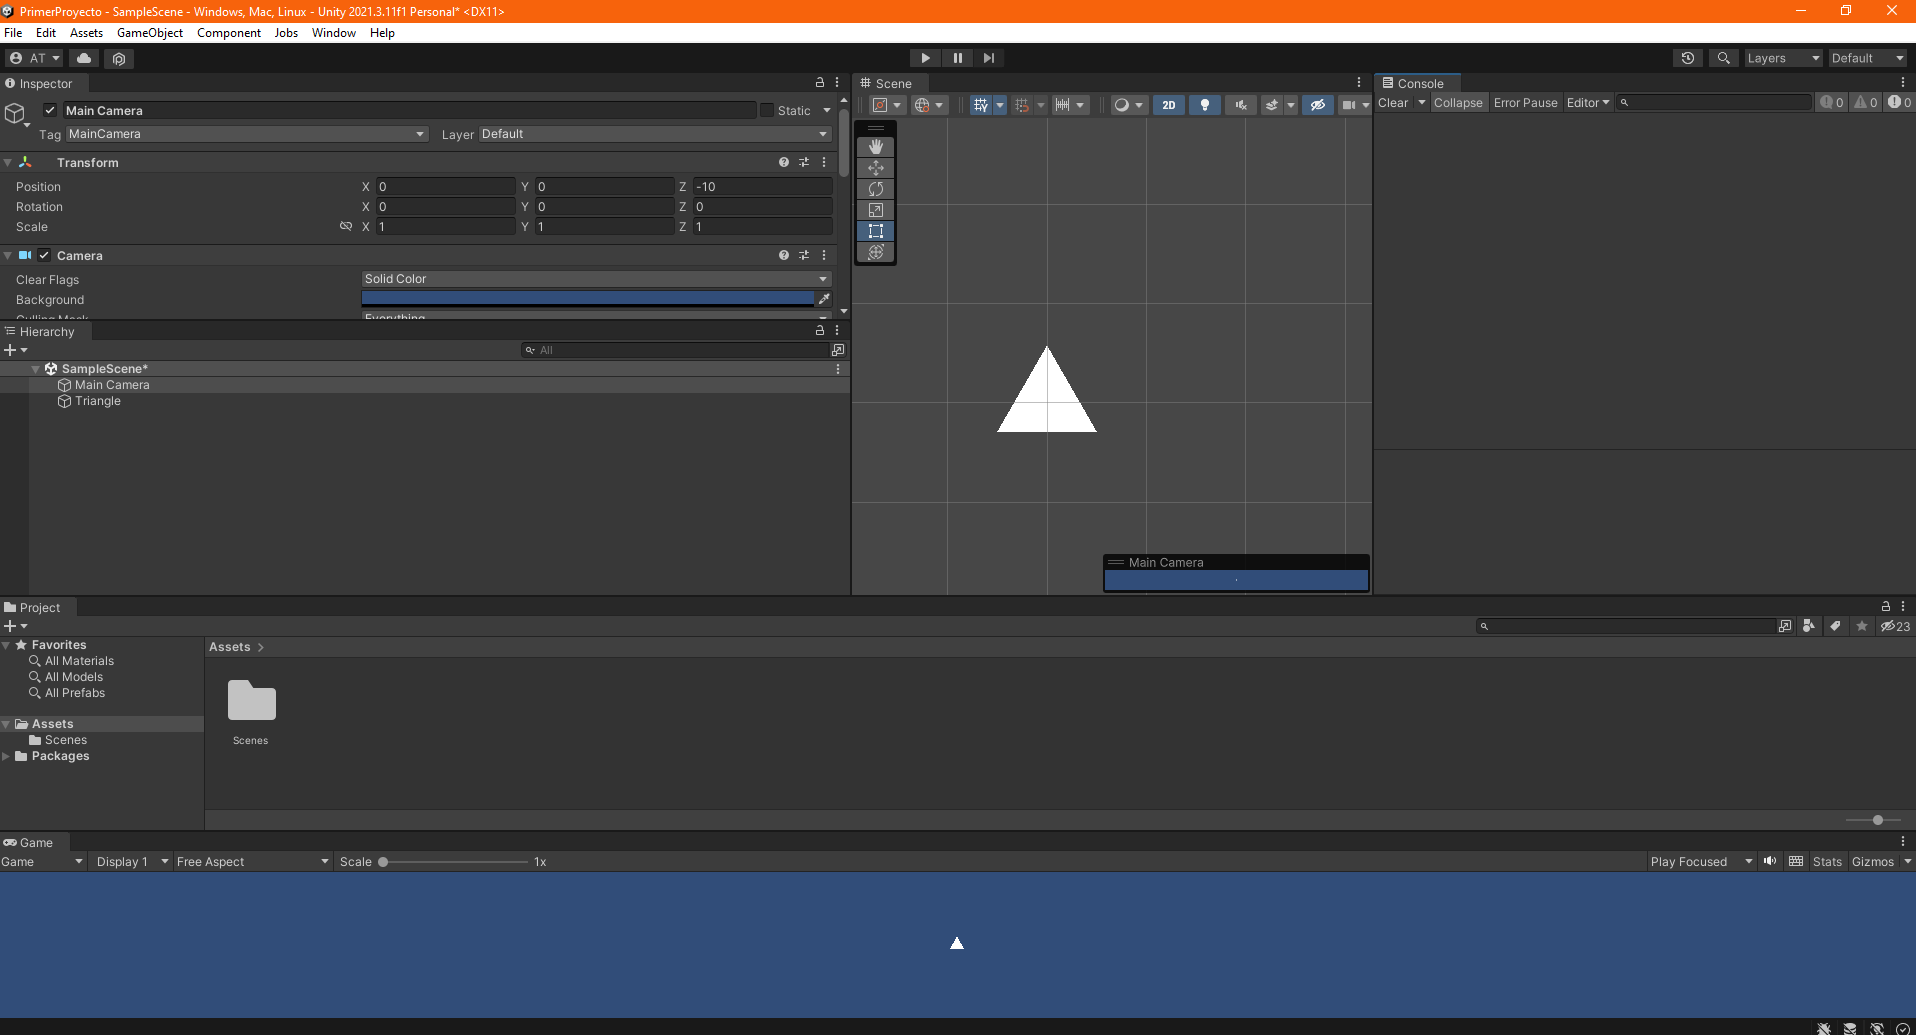 PrimerProyecto - SampleScene - Windows, Mac, Linux - Unity 2021.3.11f1 Personal* <DX11>
File Edit Assets GameObject Component Jobs Window Help
AT Layers Default
Inspector
Main Camera Static
Tag MainCamera Layer Default
Transform
Position X 0 Y 0 Z -10
Rotation X 0 Y 0 Z 0
Scale X 1 Y 1 Z 1
Camera
Clear Flags Solid Color
Background
Culling Mask Everything
Hierarchy
All
SampleScene*
Main Camera
Triangle
Scene
2D
Main Camera
Console
Clear Collapse Error Pause Editor 0 0 0
Project
23
Favorites
All Materials
All Models
All Prefabs
Assets
Scenes
Packages
Assets
Scenes
Game
Game Display 1 Free Aspect Scale 1x Play Focused Stats Gizmos